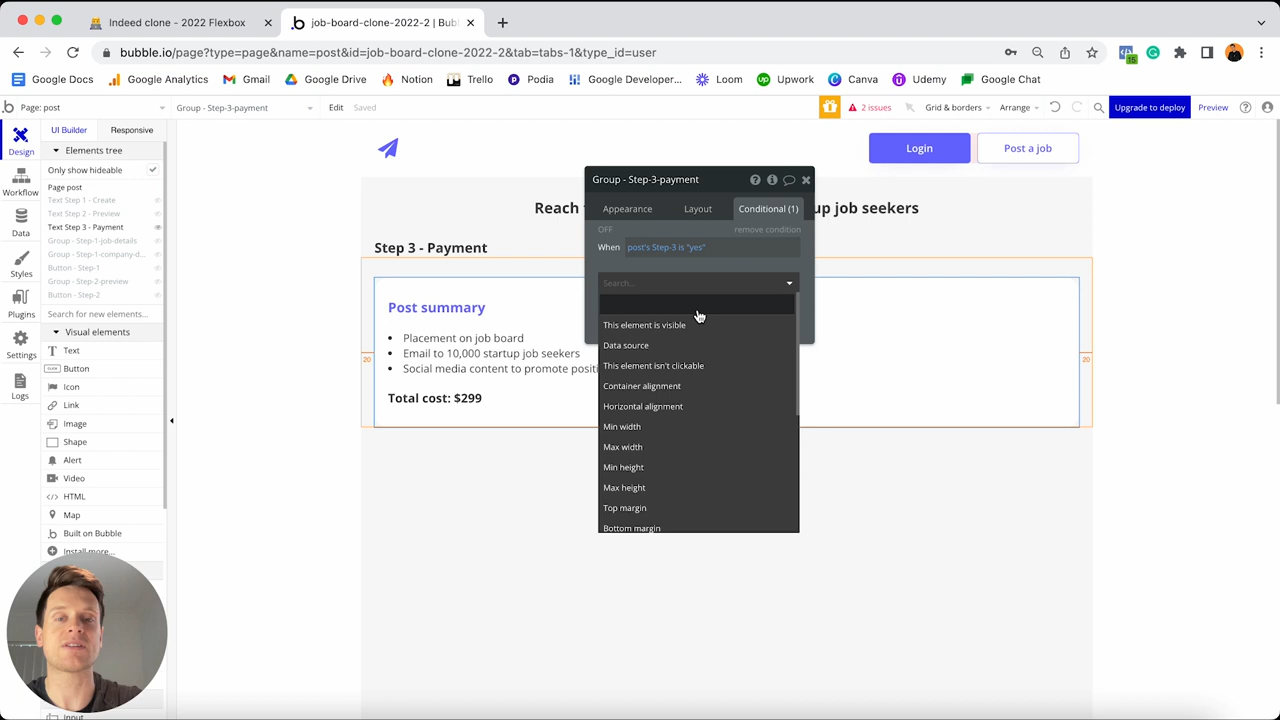 Indeed clone - 2022 Flexbox
job-board-clone-2022-2 | Bubl
bubble.io/page?type=page&name=post&id=job-board-clone-2022-2&tab=tabs-1&type_id=user
16
Google Docs
Google Analytics
Gmail
Google Drive
Notion
Trello
Podia
Google Developer...
Loom
Upwork
Canva
Udemy
Google Chat
Page: post
Group - Step-3-payment
Edit
Saved
2 issues
Grid & borders
Arrange
Upgrade to deploy
Preview
Design
Workflow
Data
Styles
Plugins
Settings
Logs
UI Builder
Responsive
Elements tree
Only show hideable
Page post
Text Step 1 - Create
Text Step 2 - Preview
Text Step 3 - Payment
Group - Step-1-job-details
Group - Step-1-company-d...
Button - Step-1
Group - Step-2-preview
Button - Step-2
Search for new elements...
Visual elements
Text
Button
Icon
Link
Image
Shape
Alert
Video
HTML
Map
Built on Bubble
Install more...
Input
Login
Post a job
Reach
up job seekers
Step 3 - Payment
20
20
Post summary
Placement on job board
Email to 10,000 startup job seekers
Social media content to promote positi
Total cost: $299
Group - Step-3-payment
Appearance
Layout
Conditional (1)
OFF
remove condition
When
post's Step-3 is "yes"
Search...
This element is visible
Data source
This element isn't clickable
Container alignment
Horizontal alignment
Min width
Max width
Min height
Max height
Top margin
Bottom margin